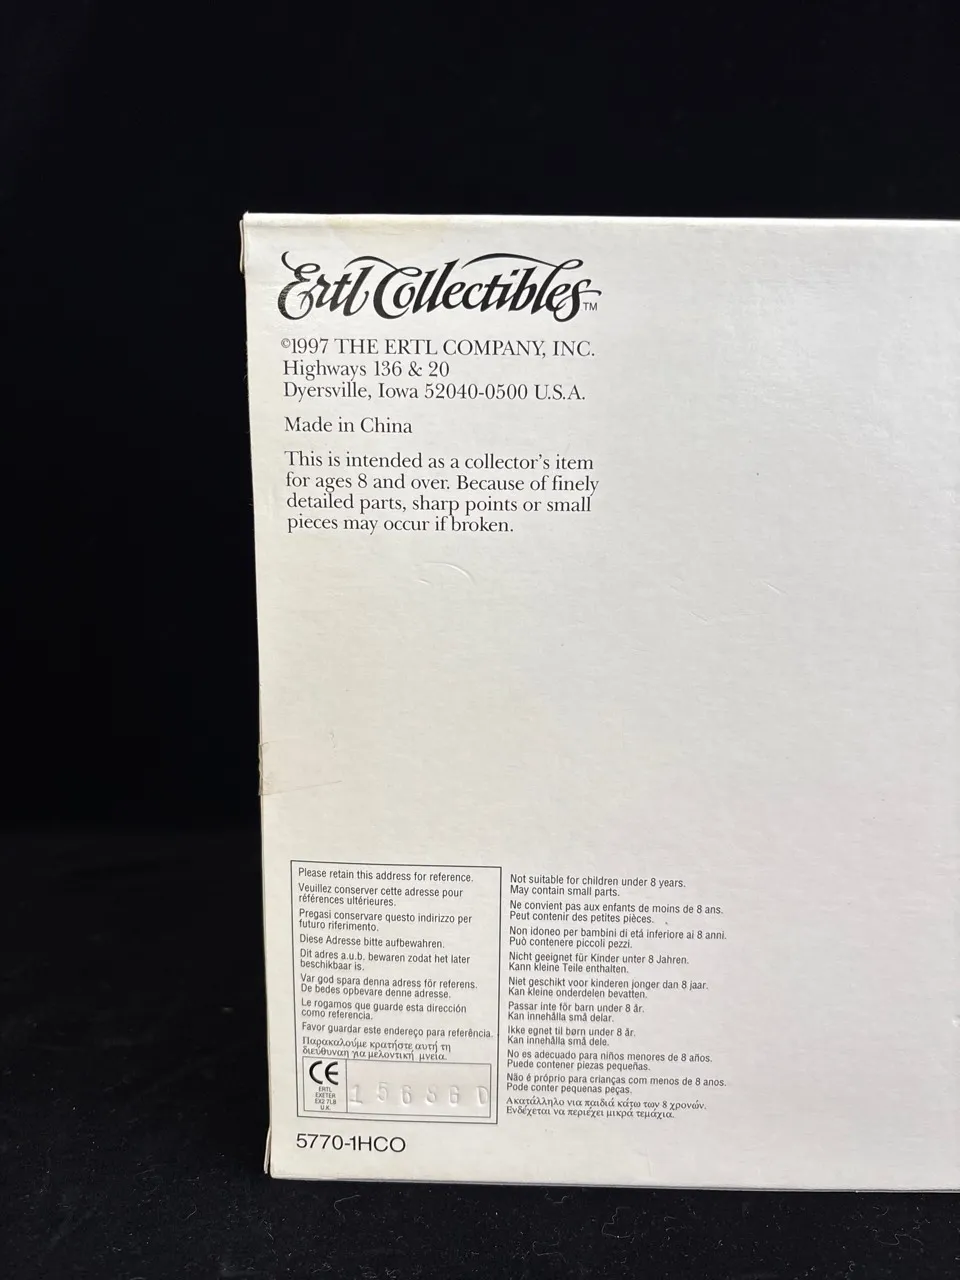 Ertl Collectibles™
©1997 THE ERTL COMPANY, INC.
Highways 136 & 20
Dyersville, Iowa 52040-0500 U.S.A.
Made in China
This is intended as a collector's item
for ages 8 and over. Because of finely
detailed parts, sharp points or small
pieces may occur if broken.
Please retain this address for reference.
Veuillez conserver cette adresse pour
références ultérieures.
Pregasi conservare questo indirizzo per
futuro riferimento.
Diese Adresse bitte aufbewahren.
Dit adres a.u.b. bewaren zodat het later
beschikbaar is.
Var god spara denna adress för referens.
De bedes opbevare denne adresse.
Le rogamos que guarde esta dirección
como referencia.
Favor guardar este endereço para referência.
Παρακαλούμε κρατήστε αυτή τη
διεύθυναη για μελοντική μνεία.
CE
ERTL
EXETER
EX2 7LB
U.K.
15686D
5770-1HCO
Not suitable for children under 8 years.
May contain small parts.
Ne convient pas aux enfants de moins de 8 ans.
Peut contenir des petites pièces.
Non idoneo per bambini di etá inferiore ai 8 anni.
Può contenere piccoli pezzi.
Nicht geeignet für Kinder unter 8 Jahren.
Kann kleine Teile enthalten.
Niet geschikt voor kinderen jonger dan 8 jaar.
Kan kleine onderdelen bevatten.
Passar inte för barn under 8 år.
Kan innehålla små delar.
Ikke egnet til børn under 8 år.
Kan innehålla små dele.
No es adecuado para niños menores de 8 años.
Puede contener piezas pequeñas.
Não é próprio para crianças com menos de 8 anos.
Pode conter pequenas peças.
Ακατάλληλο για παιδιά κάτω των 8 χρονών.
Ενδέχεται να περιέχει μικρά τεμάχια.